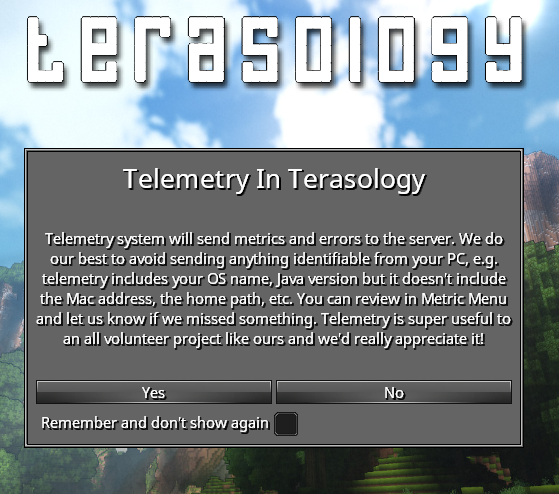 terasology
Telemetry In Terasology
Telemetry system will send metrics and errors to the server. We do
our best to avoid sending anything identifiable from your PC, e.g.
telemetry includes your OS name, Java version but it doesn't include
the Mac address, the home path, etc. You can review in Metric Menu
and let us know if we missed something. Telemetry is super useful to
an all volunteer project like ours and we'd really appreciate it!
Yes
No
Remember and don't show again